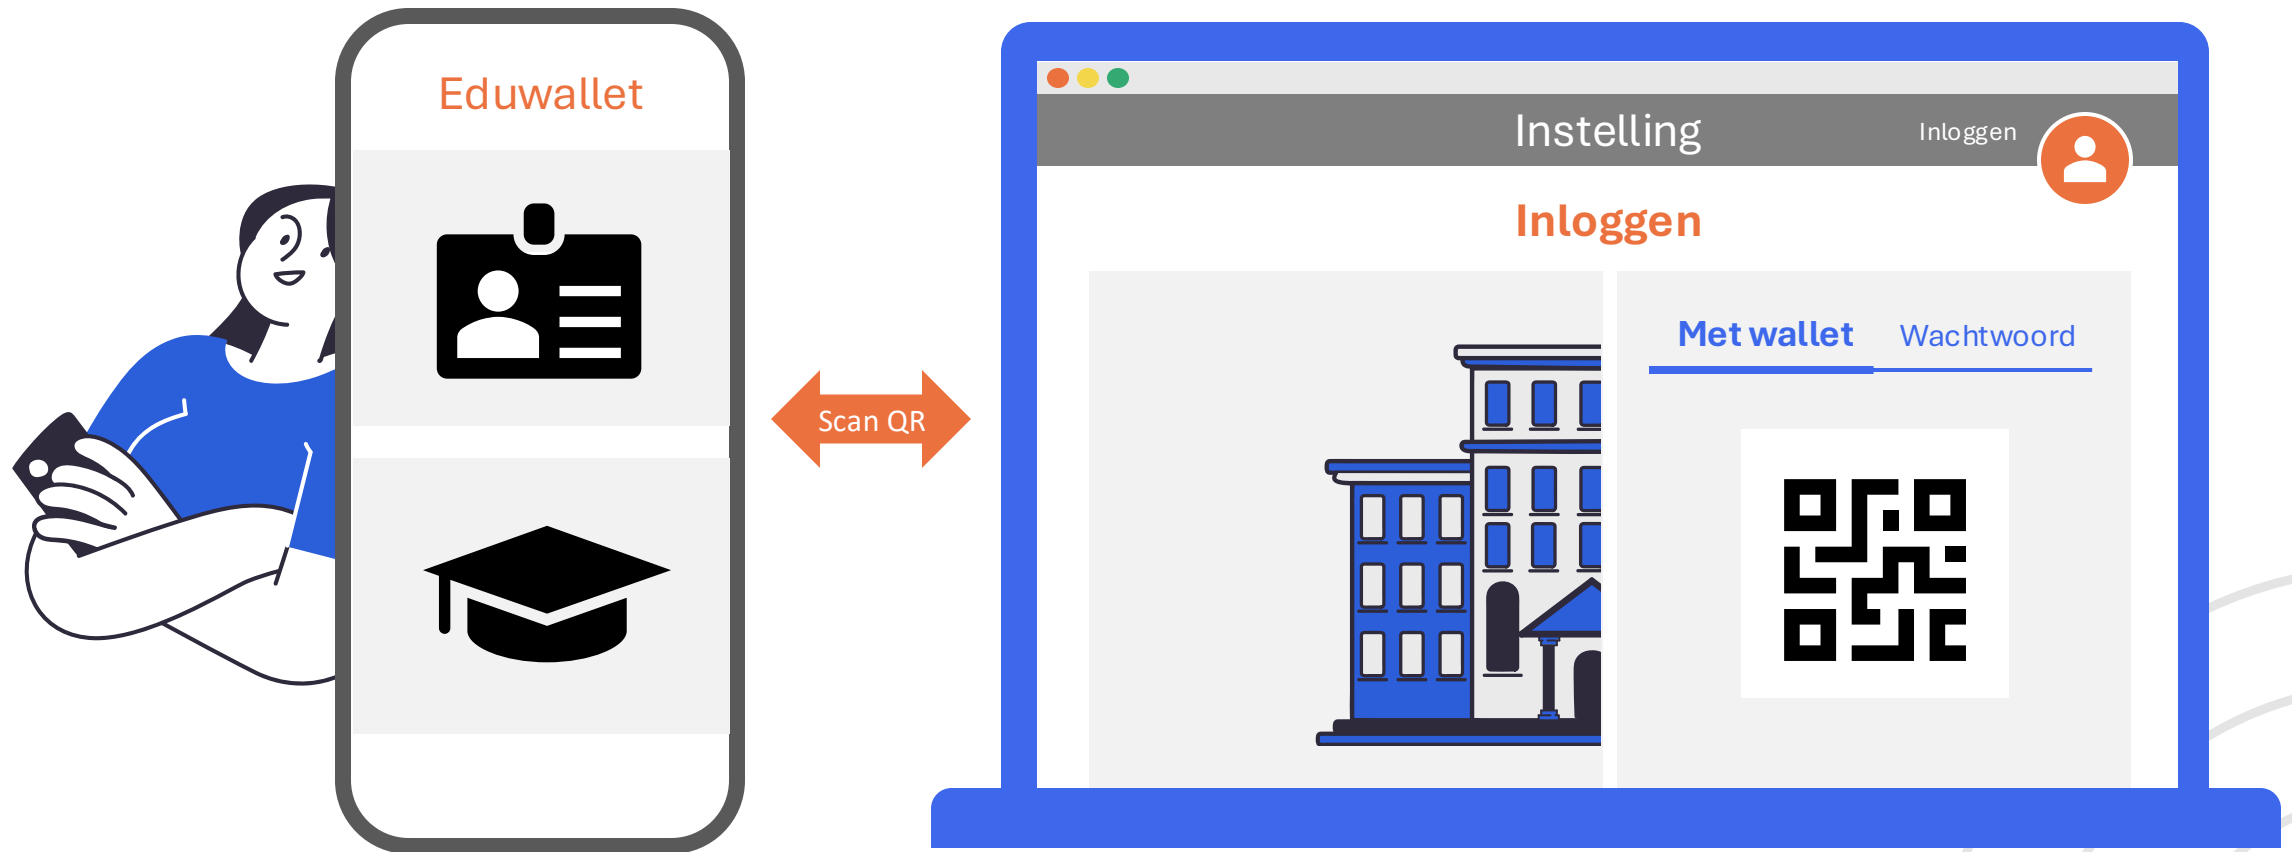 Eduwallet
Scan QR
Instelling
Inloggen
Inloggen
Met wallet
Wachtwoord